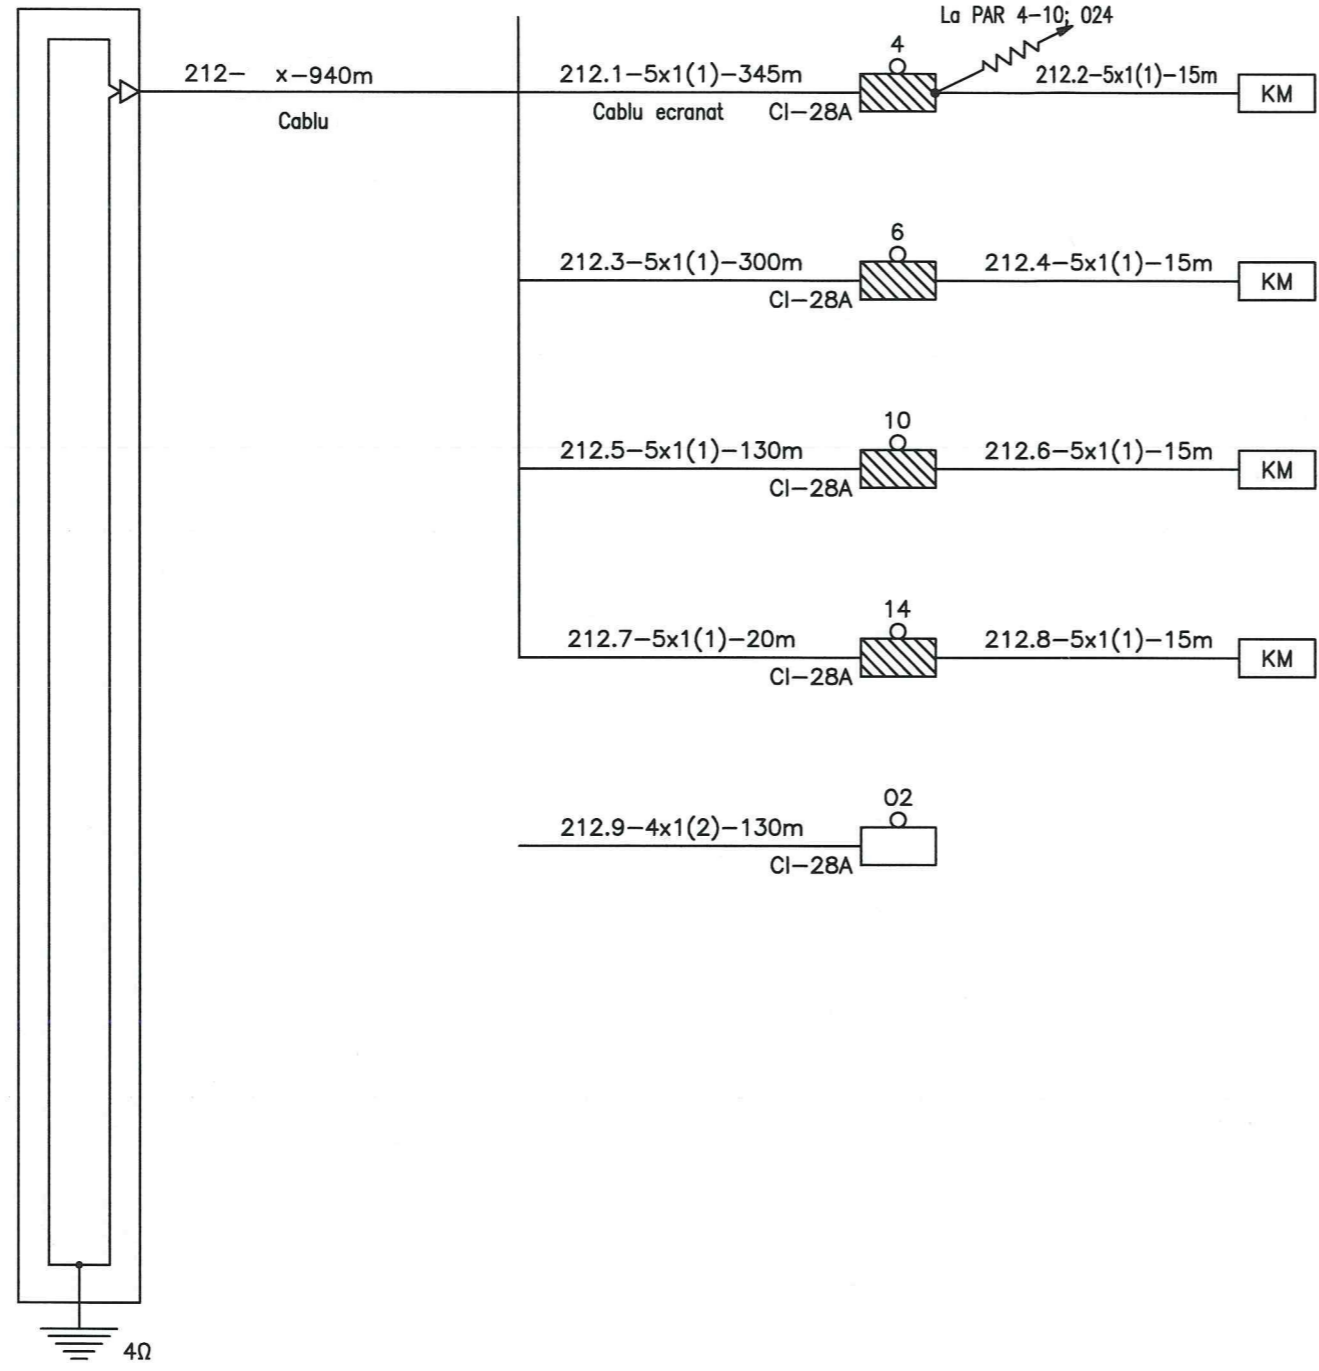 La PAR 4-10; 024
4
212- x-940m
212.1-5x1(1)-345m
212.2-5x1(1)-15m
KM
Cablu
Cablu ecranat
CI-28A
6
212.3-5x1(1)-300m
212.4-5x1(1)-15m
KM
CI-28A
10
212.5-5x1(1)-130m
212.6-5x1(1)-15m
KM
CI-28A
14
212.7-5x1(1)-20m
212.8-5x1(1)-15m
KM
CI-28A
O2
212.9-4x1(2)-130m
CI-28A
4Ω